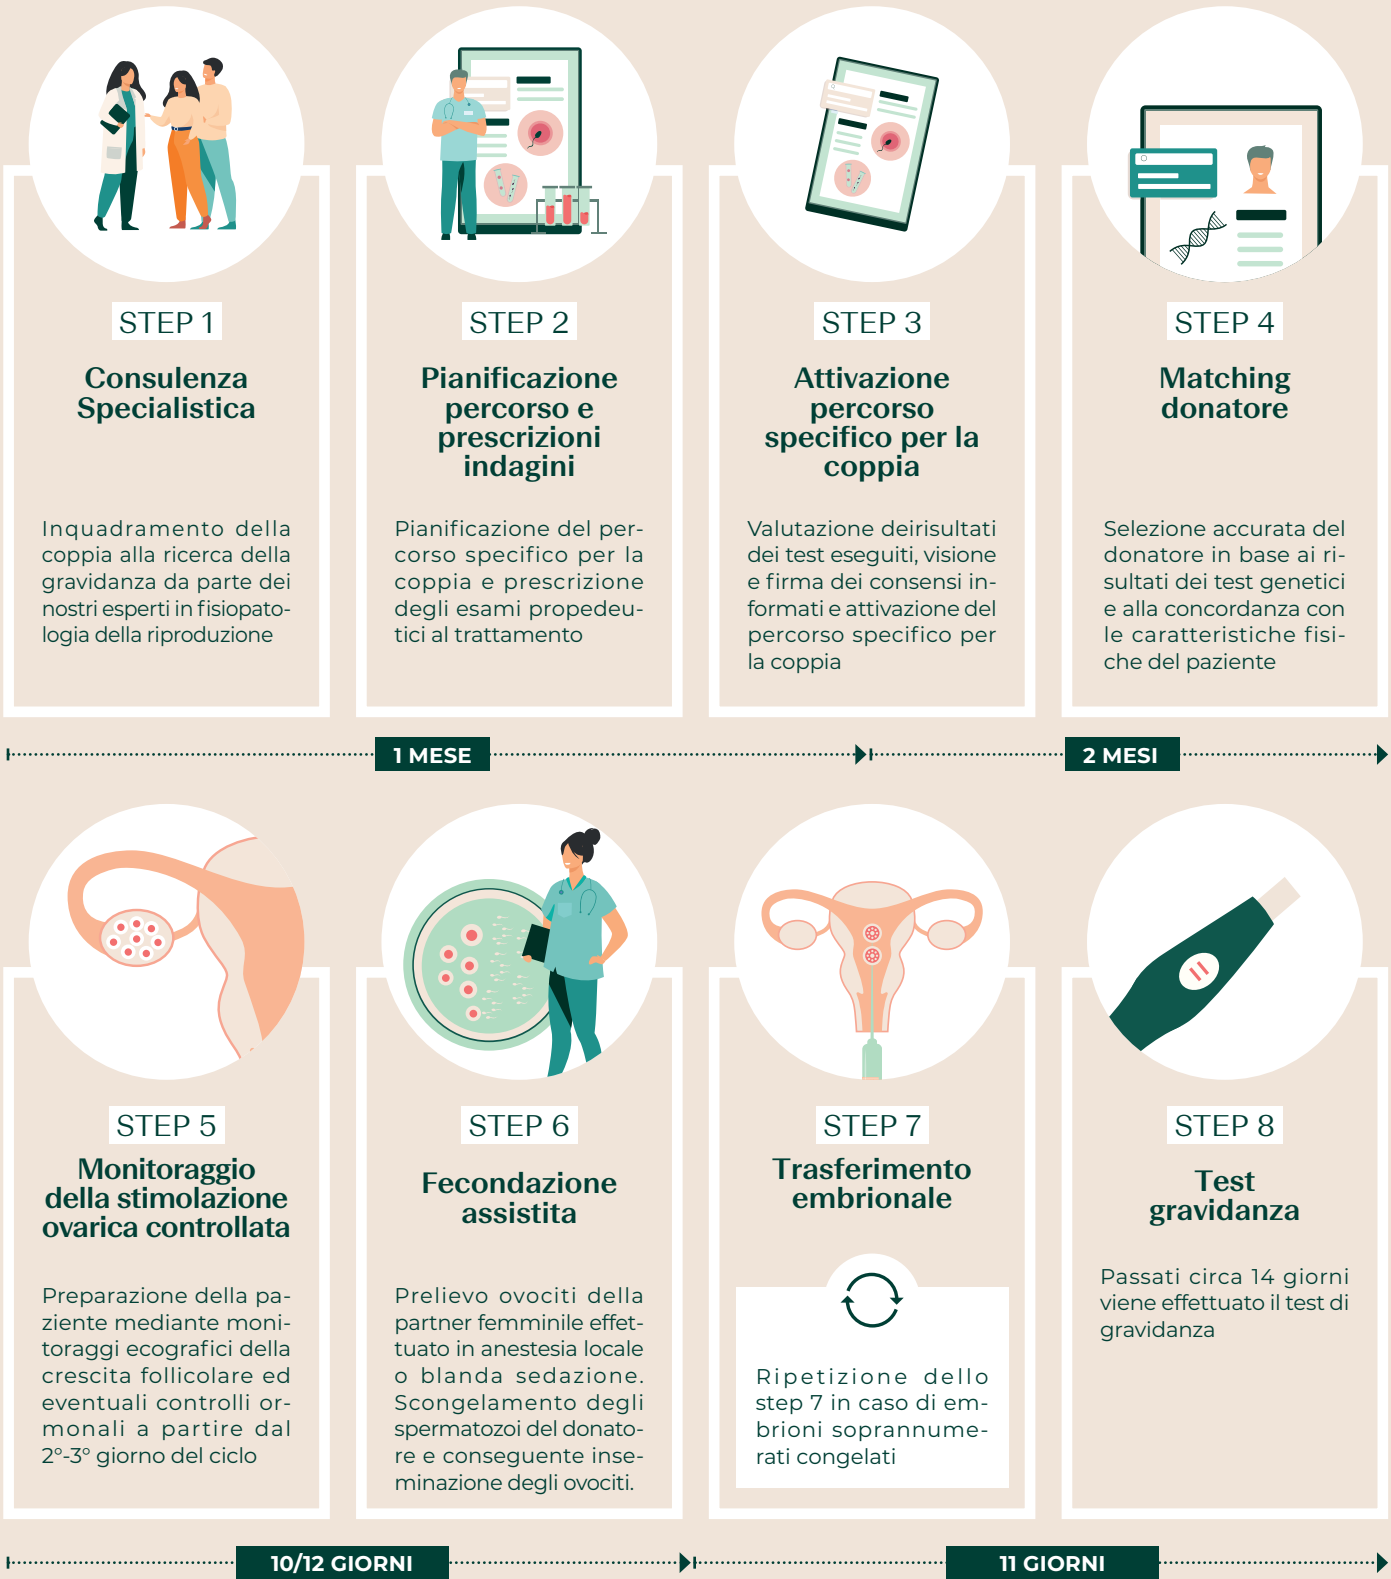 STEP 1
Consulenza
Specialistica
Inquadramento della
coppia alla ricerca della
gravidanza da parte dei
nostri esperti in fisiopato-
logia della riproduzione
STEP 2
Pianificazione
percorso e
prescrizioni
indagini
Pianificazione del per-
corso specifico per la
coppia e prescrizione
degli esami propedeu-
tici al trattamento
STEP 3
Attivazione
percorso
specifico per la
coppia
Valutazione deirisultati
dei test eseguiti, visione
e firma dei consensi in-
formati e attivazione del
percorso specifico per
la coppia
STEP 4
Matching
donatore
Selezione accurata del
donatore in base ai ri-
sultati dei test genetici
e alla concordanza con
le caratteristiche fisi-
che del paziente
1 MESE
2 MESI
STEP 5
Monitoraggio
della stimolazione
ovarica controllata
Preparazione della pa-
ziente mediante moni-
toraggi ecografici della
crescita follicolare ed
eventuali controlli or-
monali a partire dal
2°-3° giorno del ciclo
STEP 6
Fecondazione
assistita
Prelievo ovociti della
partner femminile effet-
tuato in anestesia locale
o blanda sedazione.
Scongelamento degli
spermatozoi del donato-
re e conseguente inse-
minazione degli ovociti.
STEP 7
Trasferimento
embrionale
Ripetizione dello
step 7 in caso di em-
brioni soprannume-
rati congelati
STEP 8
Test
gravidanza
Passati circa 14 giorni
viene effettuato il test di
gravidanza
10/12 GIORNI
11 GIORNI